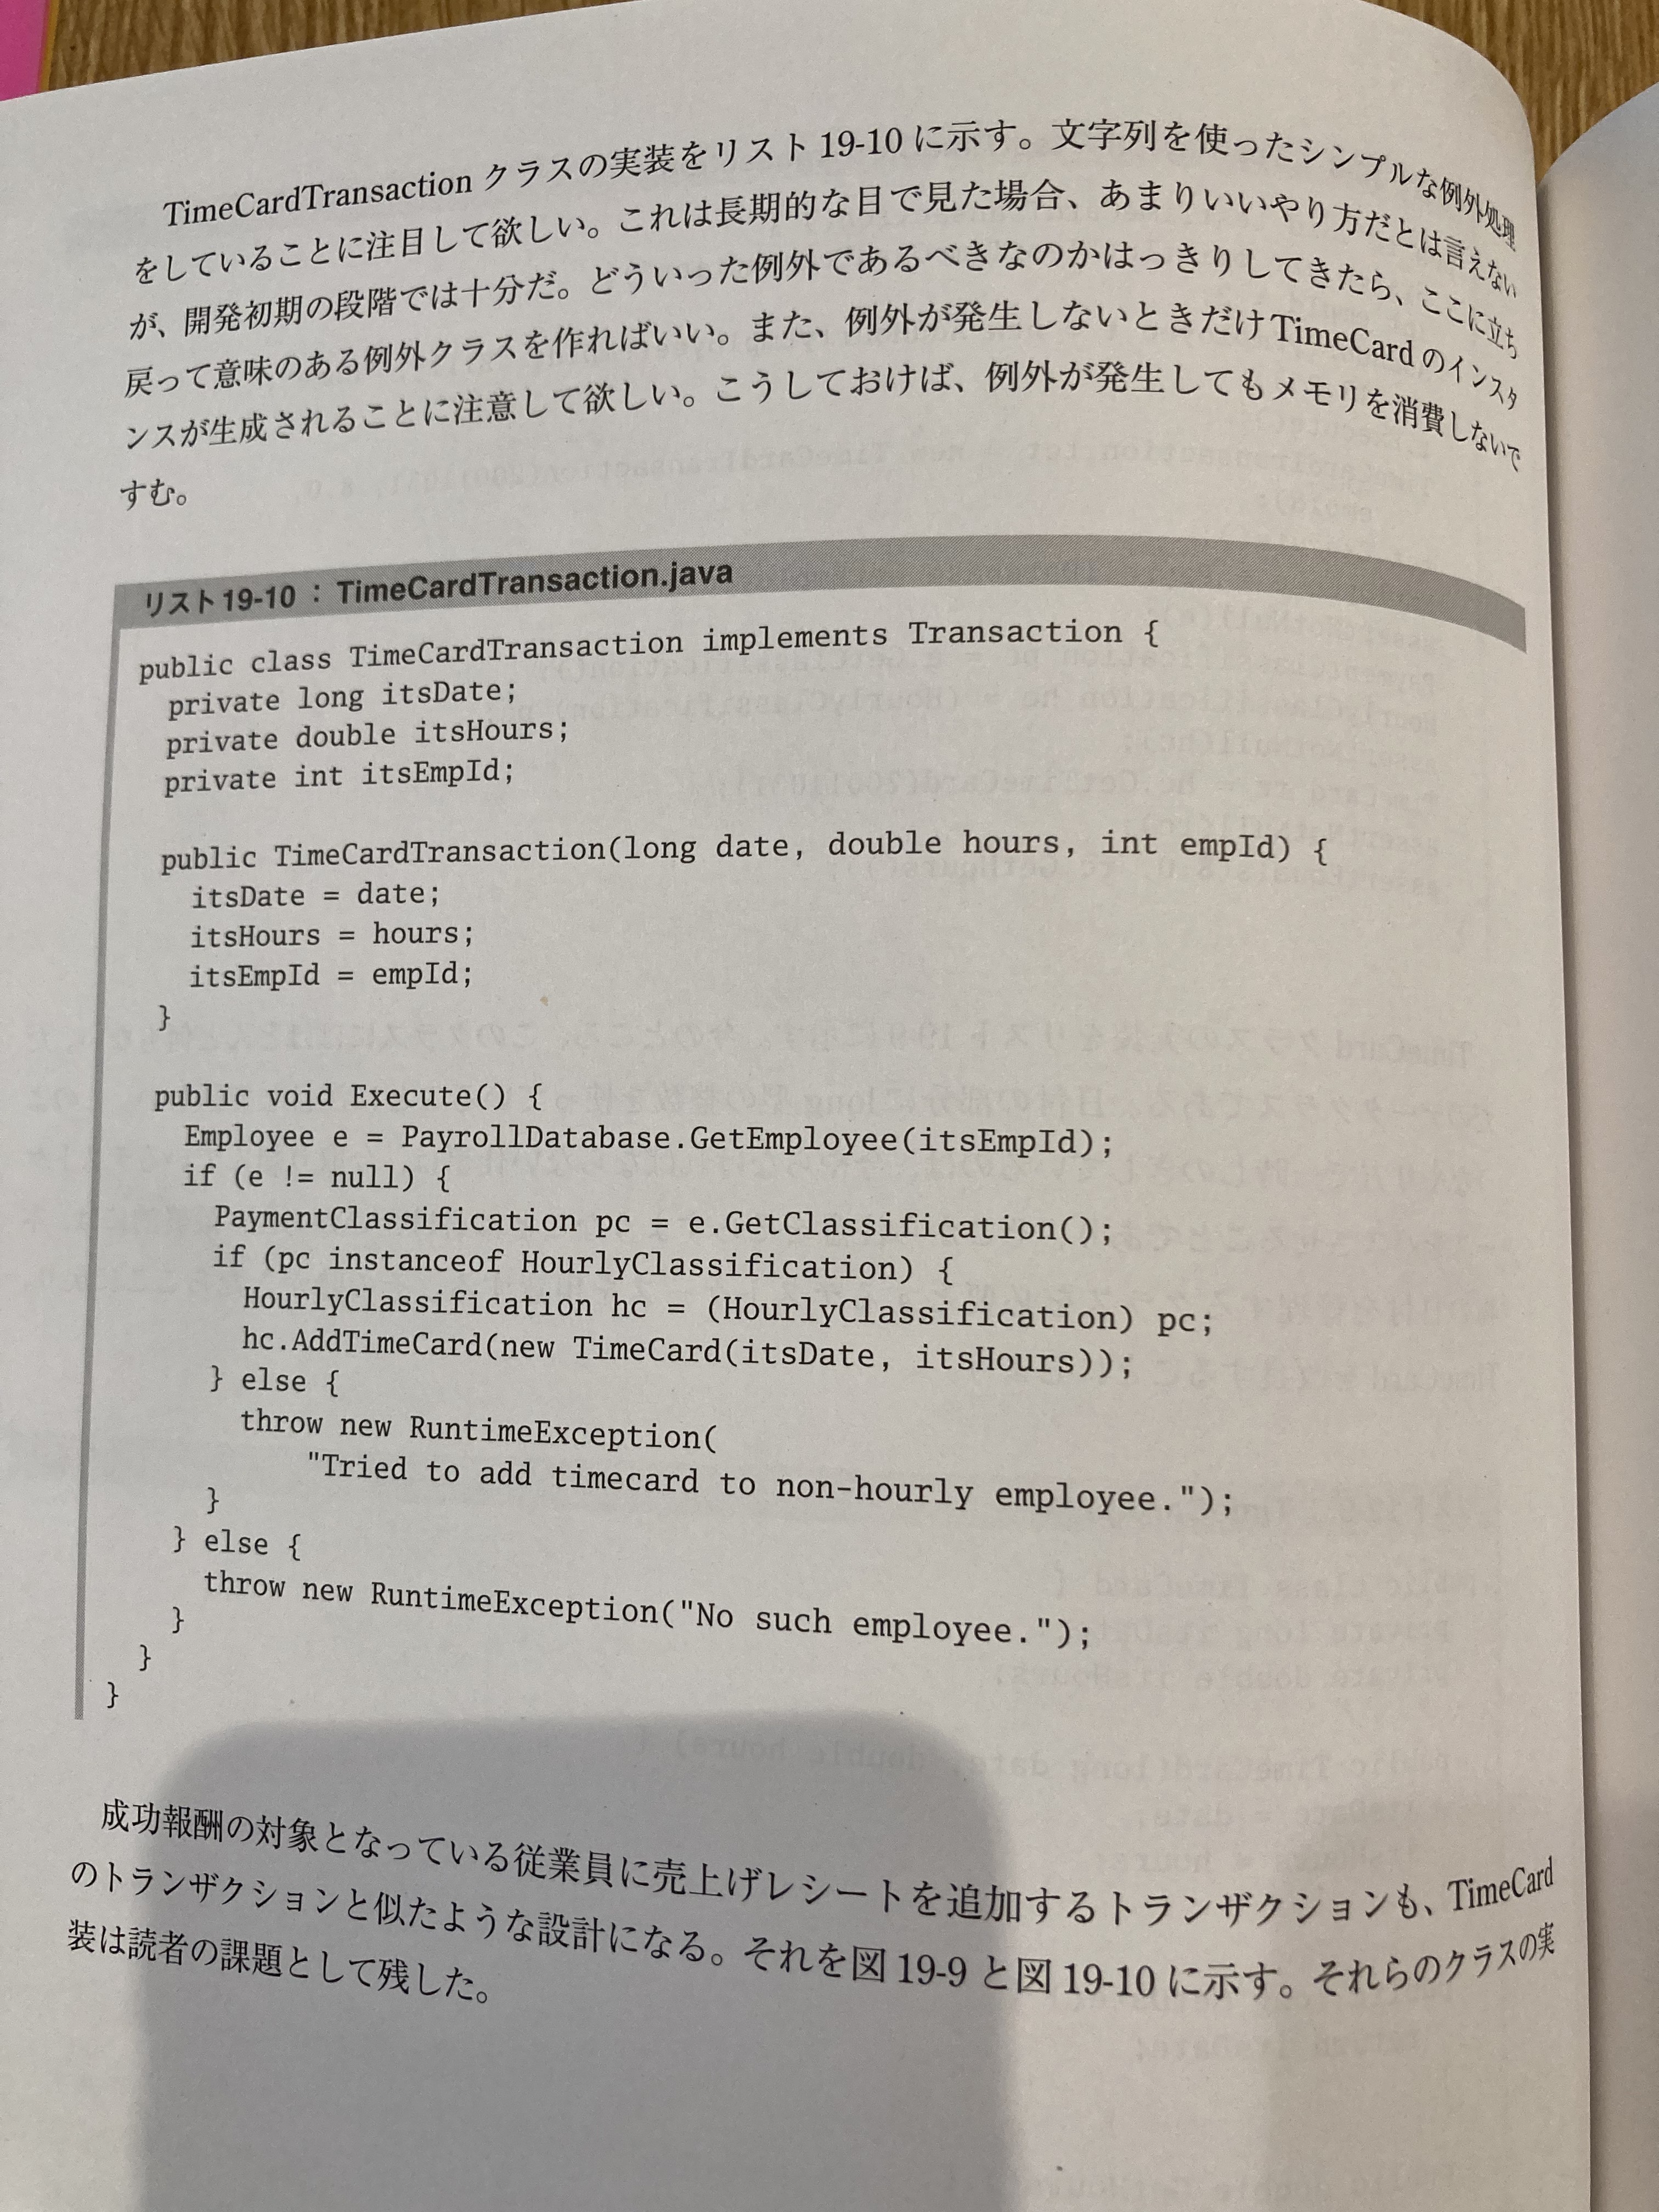 TimeCardTransaction クラスの実装をリスト 19-10 に示す。文字列を使ったシンプルな例外処理
をしていることに注目して欲しい。これは長期的な目で見た場合、あまりいいやり方だとは言えない
が、開発初期の段階では十分だ。どういった例外であるべきなのかはっきりしてきたら、ここに立ち
戻って意味のある例外クラスを作ればいい。また、例外が発生しないときだけ TimeCard のインスタ
ンスが生成されることに注意して欲しい。こうしておけば、例外が発生してもメモリを消費しないで
すむ。
リスト19-10 : TimeCardTransaction.java
public class TimeCardTransaction implements Transaction {
  private long itsDate;
  private double itsHours;
  private int itsEmpId;
  public TimeCardTransaction(long date, double hours, int empId) {
    itsDate = date;
    itsHours = hours;
    itsEmpId = empId;
  }
  public void Execute() {
    Employee e = PayrollDatabase.GetEmployee(itsEmpId);
    if (e != null) {
      PaymentClassification pc = e.GetClassification();
      if (pc instanceof HourlyClassification) {
        HourlyClassification hc = (HourlyClassification) pc;
        hc.AddTimeCard(new TimeCard(itsDate, itsHours));
      } else {
        throw new RuntimeException(
            "Tried to add timecard to non-hourly employee.");
      }
    } else {
      throw new RuntimeException("No such employee.");
    }
  }
}
成功報酬の対象となっている従業員に売上げレシートを追加するトランザクションも、TimeCard
のトランザクションと似たような設計になる。それを図 19-9 と図 19-10 に示す。それらのクラスの実
装は読者の課題として残した。